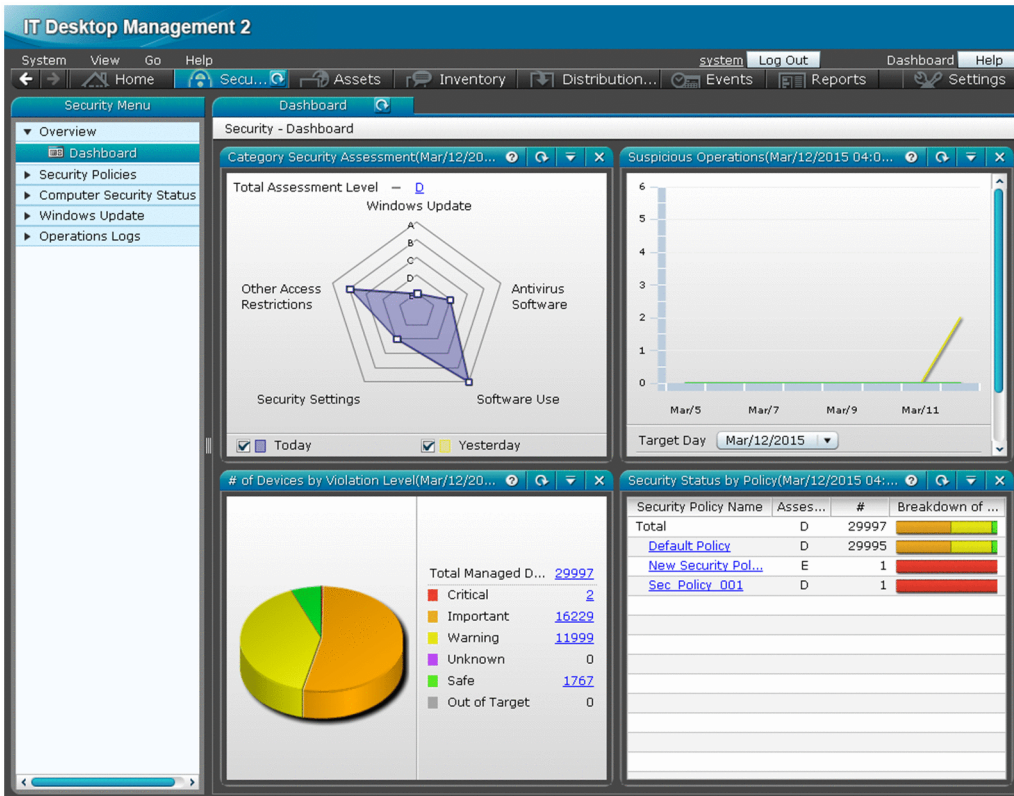 IT Desktop Management 2
System View Go Help system Log Out Dashboard Help
Home Secu... Assets Inventory Distribution... Events Reports Settings
Security Menu
Overview
Dashboard
Security Policies
Computer Security Status
Windows Update
Operations Logs
Dashboard
Security - Dashboard
Category Security Assessment(Mar/12/20...
Total Assessment Level － D
Windows Update
A
B
C
D
E
Other Access
Restrictions
Antivirus
Software
Security Settings
Software Use
Today Yesterday
Suspicious Operations(Mar/12/2015 04:0...
6
5
4
3
2
1
0
Mar/5 Mar/7 Mar/9 Mar/11
Target Day Mar/12/2015
# of Devices by Violation Level(Mar/12/20...
Total Managed D... 29997
Critical 2
Important 16229
Warning 11999
Unknown 0
Safe 1767
Out of Target 0
Security Status by Policy(Mar/12/2015 04:...
Security Policy Name Asses... # Breakdown of ...
Total D 29997
Default Policy D 29995
New Security Pol... E 1
Sec_Policy_001 D 1